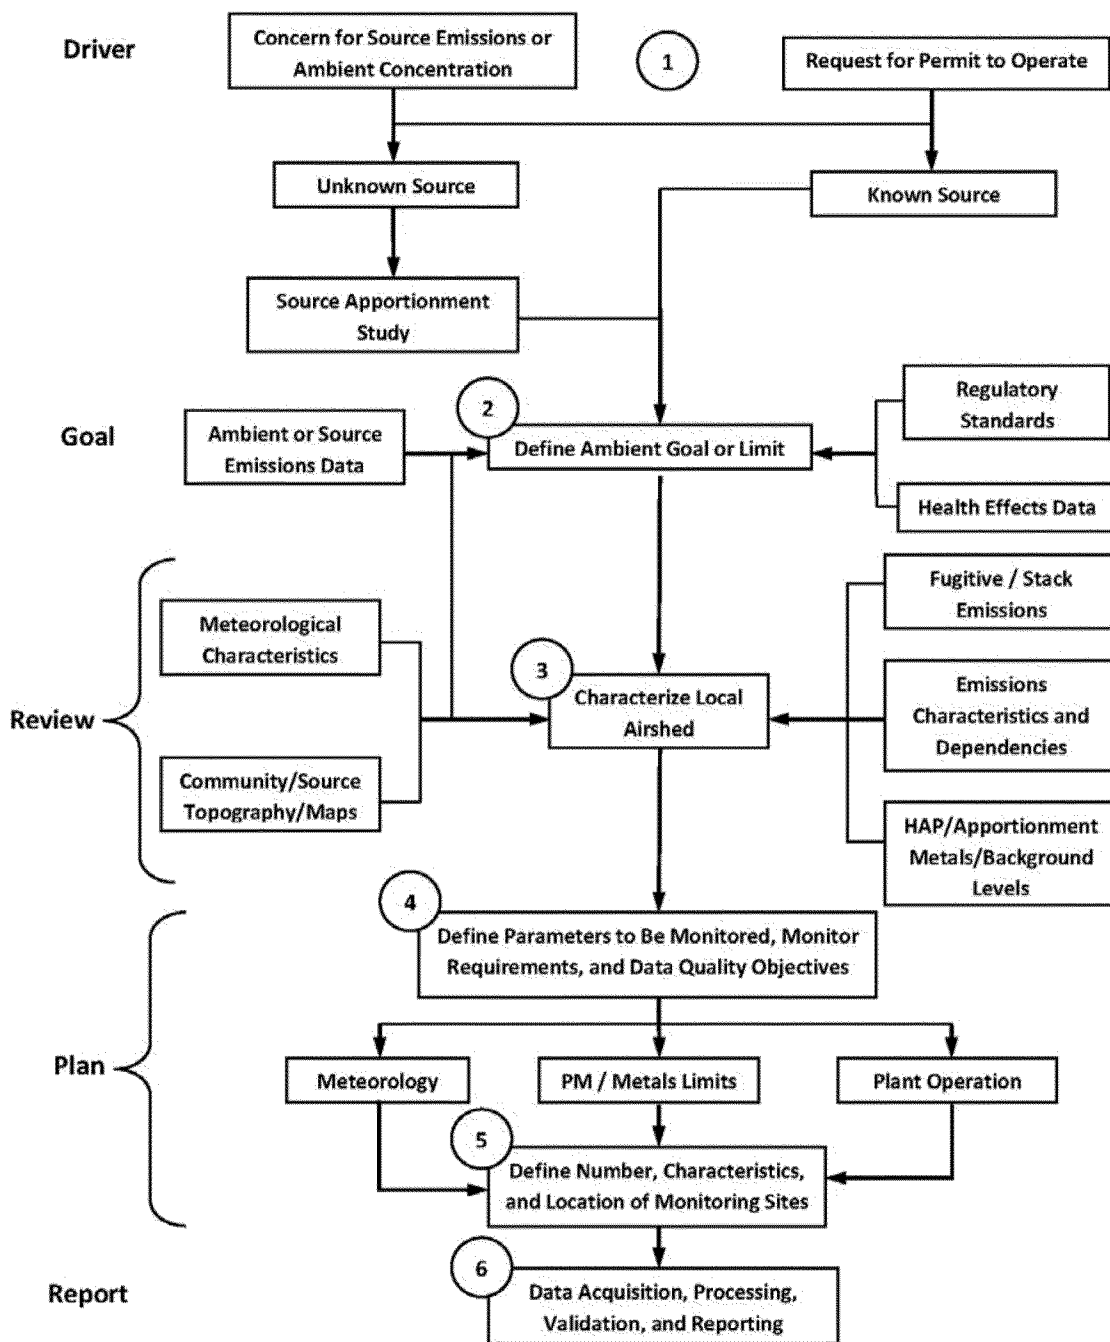 Driver
Concern for Source Emissions or
Ambient Concentration
1
Request for Permit to Operate
Unknown Source
Known Source
Source Apportionment
Study
Goal
Ambient or Source
Emissions Data
2
Define Ambient Goal or Limit
Regulatory
Standards
Health Effects Data
Review
Meteorological
Characteristics
Community/Source
Topography/Maps
3
Characterize Local
Airshed
Fugitive / Stack
Emissions
Emissions
Characteristics and
Dependencies
HAP/Apportionment
Metals/Background
Levels
Plan
4
Define Parameters to Be Monitored, Monitor
Requirements, and Data Quality Objectives
Meteorology
PM / Metals Limits
Plant Operation
5
Define Number, Characteristics,
and Location of Monitoring Sites
Report
6
Data Acquisition, Processing,
Validation, and Reporting